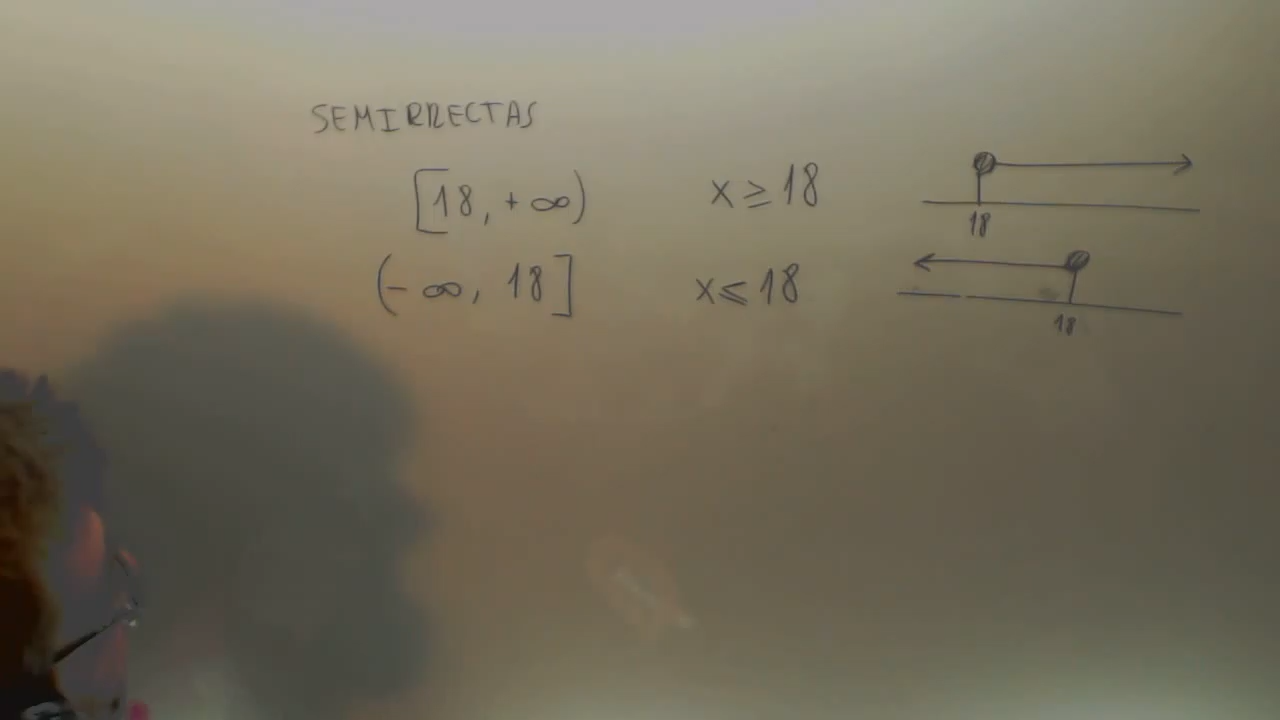 SEMIRRECTAS
[18, +∞) x ≥ 18 18
(-∞, 18] x ≤ 18 18